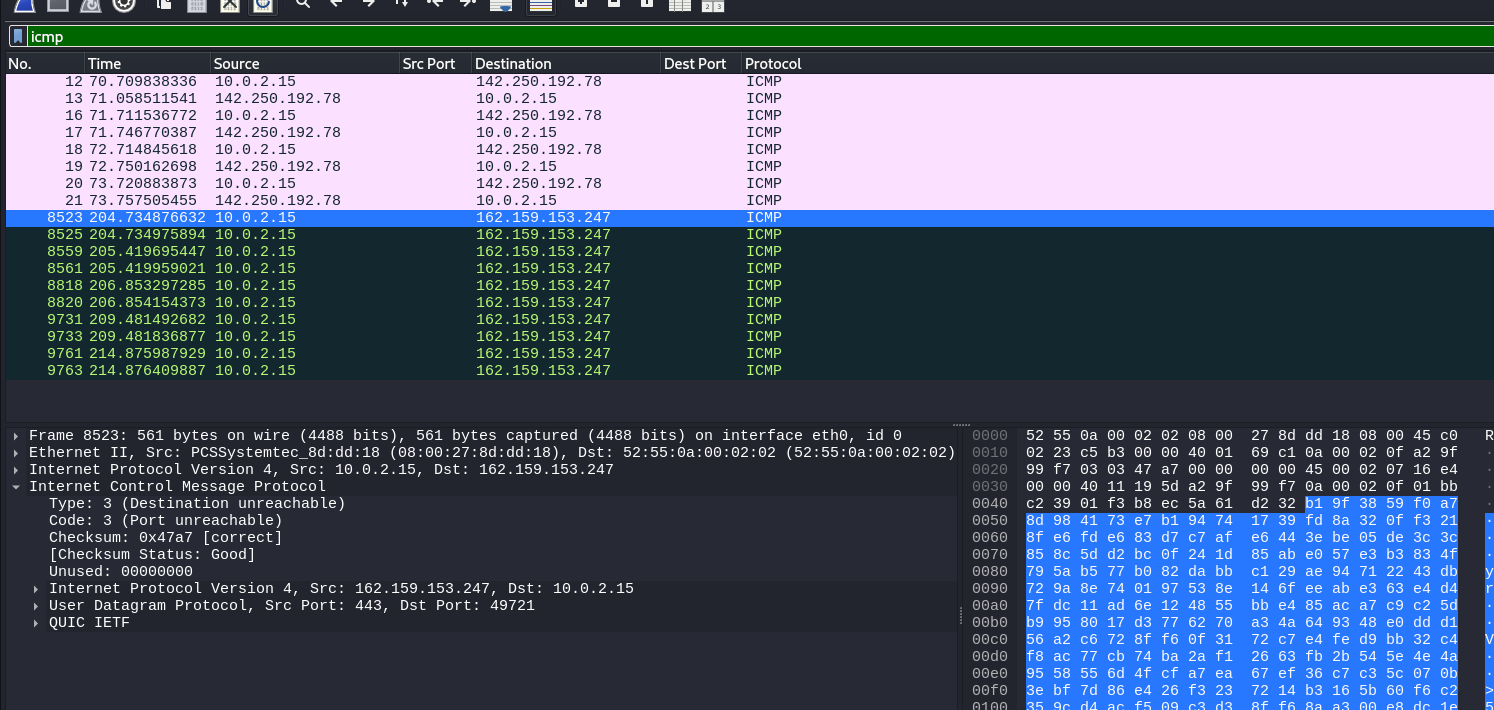 icmp
No. Time Source Src Port Destination Dest Port Protocol
12 70.709838336 10.0.2.15 142.250.192.78 ICMP
13 71.058511541 142.250.192.78 10.0.2.15 ICMP
16 71.711536772 10.0.2.15 142.250.192.78 ICMP
17 71.746770387 142.250.192.78 10.0.2.15 ICMP
18 72.714845618 10.0.2.15 142.250.192.78 ICMP
19 72.750162698 142.250.192.78 10.0.2.15 ICMP
20 73.720883873 10.0.2.15 142.250.192.78 ICMP
21 73.757505455 142.250.192.78 10.0.2.15 ICMP
8523 204.734876632 10.0.2.15 162.159.153.247 ICMP
8525 204.734975894 10.0.2.15 162.159.153.247 ICMP
8559 205.419695447 10.0.2.15 162.159.153.247 ICMP
8561 205.419959021 10.0.2.15 162.159.153.247 ICMP
8818 206.853297285 10.0.2.15 162.159.153.247 ICMP
8820 206.854154373 10.0.2.15 162.159.153.247 ICMP
9731 209.481492682 10.0.2.15 162.159.153.247 ICMP
9733 209.481836877 10.0.2.15 162.159.153.247 ICMP
9761 214.875987929 10.0.2.15 162.159.153.247 ICMP
9763 214.876409887 10.0.2.15 162.159.153.247 ICMP
Frame 8523: 561 bytes on wire (4488 bits), 561 bytes captured (4488 bits) on interface eth0, id 0
Ethernet II, Src: PCSSystemtec_8d:dd:18 (08:00:27:8d:dd:18), Dst: 52:55:0a:00:02:02 (52:55:0a:00:02:02)
Internet Protocol Version 4, Src: 10.0.2.15, Dst: 162.159.153.247
Internet Control Message Protocol
Type: 3 (Destination unreachable)
Code: 3 (Port unreachable)
Checksum: 0x47a7 [correct]
[Checksum Status: Good]
Unused: 00000000
Internet Protocol Version 4, Src: 162.159.153.247, Dst: 10.0.2.15
User Datagram Protocol, Src Port: 443, Dst Port: 49721
QUIC IETF
0000 52 55 0a 00 02 02 08 00 27 8d dd 18 08 00 45 c0 R
0010 02 23 c5 b3 00 00 40 01 69 c1 0a 00 02 0f a2 9f
0020 99 f7 03 03 47 a7 00 00 00 00 45 00 02 07 16 e4
0030 00 00 40 11 19 5d a2 9f 99 f7 0a 00 02 0f 01 bb
0040 c2 39 01 f3 b8 ec 5a 61 d2 32 b1 9f 38 59 f0 a7
0050 8d 98 41 73 e7 b1 94 74 17 39 fd 8a 32 0f f3 21
0060 8f e6 fd e6 83 d7 c7 af e6 44 3e be 05 de 3c 3c
0070 85 8c 5d d2 bc 0f 24 1d 85 ab e0 57 e3 b3 83 4f
0080 79 5a b5 77 b0 82 da bb c1 29 ae 94 71 22 43 db y
0090 72 9a 8e 74 01 97 53 8e 14 6f ee ab e3 63 e4 d4 r
00a0 7f dc 11 ad 6e 12 48 55 bb e4 85 ac a7 c9 c2 5d
00b0 b9 95 80 17 d3 77 62 70 a3 4a 64 93 48 e0 dd d1
00c0 56 a2 c6 72 8f f6 0f 31 72 c7 e4 fe d9 bb 32 c4 V
00d0 f8 ac 77 cb 74 ba 2a f1 26 63 fb 2b 54 5e 4e 4a
00e0 95 58 55 6d 4f cf a7 ea 67 ef 36 c7 c3 5c 07 0b
00f0 3e bf 7d 86 e4 26 f3 23 72 14 b3 16 5b 60 f6 c2 >
0100 35 9c d4 ac f5 09 c3 d3 8f f6 8a a3 00 e8 dc 1e 5